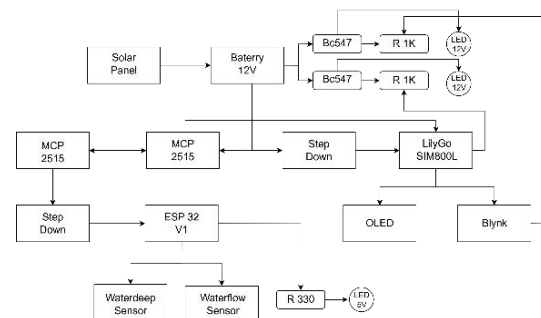 Bc547
R 1K
LED
12V
Solar
Panel
Baterry
12V
Bc547
R 1K
LED
12V
MCP
2515
MCP
2515
Step
Down
LilyGo
SIM800L
Step
Down
ESP 32
V1
OLED
Blynk
Waterdeep
Sensor
Waterflow
Sensor
R 330
LED
5V